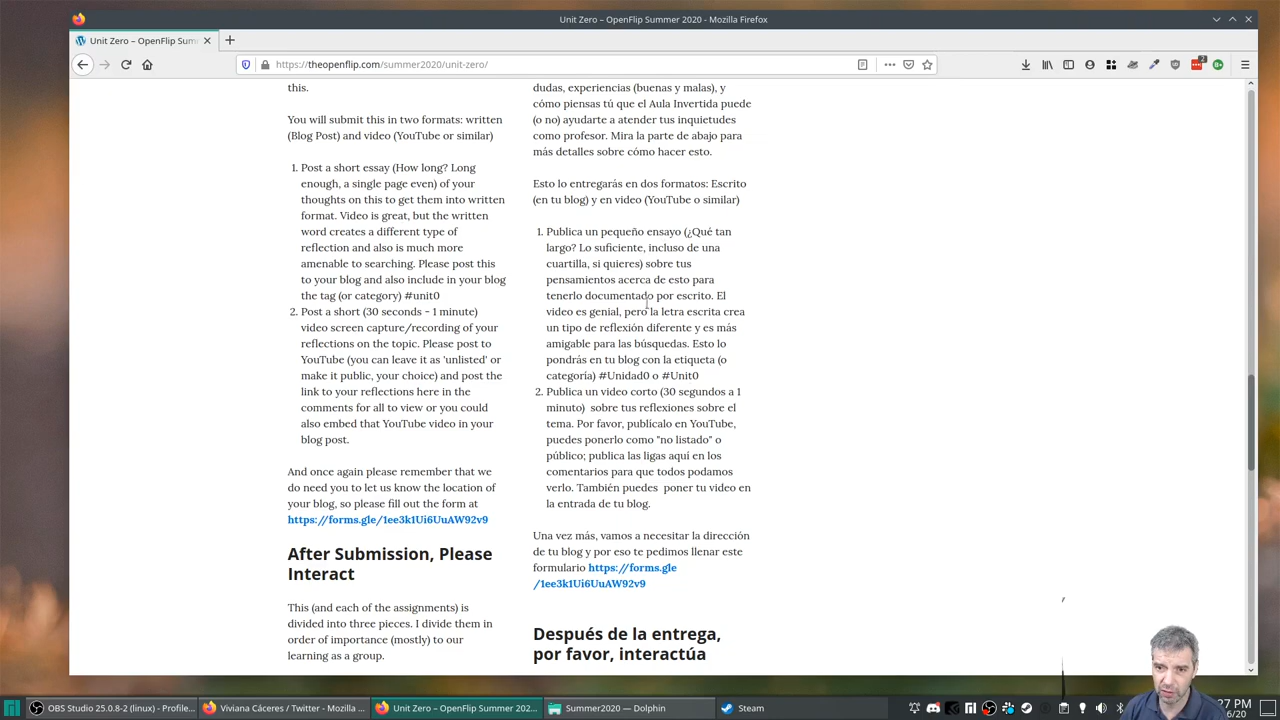 Unit Zero – OpenFlip Summer 2020 - Mozilla Firefox
Unit Zero – OpenFlip Sum
https://theopenflip.com/summer2020/unit-zero/
this.
You will submit this in two formats: written
(Blog Post) and video (YouTube or similar)
1. Post a short essay (How long? Long
enough, a single page even) of your
thoughts on this to get them into written
format. Video is great, but the written
word creates a different type of
reflection and also is much more
amenable to searching. Please post this
to your blog and also include in your blog
the tag (or category) #unit0
2. Post a short (30 seconds - 1 minute)
video screen capture/recording of your
reflections on the topic. Please post to
YouTube (you can leave it as 'unlisted' or
make it public, your choice) and post the
link to your reflections here in the
comments for all to view or you could
also embed that YouTube video in your
blog post.
And once again please remember that we
do need you to let us know the location of
your blog, so please fill out the form at
https://forms.gle/1ee3k1Ui6UuAW92v9
After Submission, Please
Interact
This (and each of the assignments) is
divided into three pieces. I divide them in
order of importance (mostly) to our
learning as a group.
dudas, experiencias (buenas y malas), y
cómo piensas tú que el Aula Invertida puede
(o no) ayudarte a atender tus inquietudes
como profesor. Mira la parte de abajo para
más detalles sobre cómo hacer esto.
Esto lo entregarás en dos formatos: Escrito
(en tu blog) y en video (YouTube o similar)
1. Publica un pequeño ensayo (¿Qué tan
largo? Lo suficiente, incluso de una
cuartilla, si quieres) sobre tus
pensamientos acerca de esto para
tenerlo documentado por escrito. El
video es genial, pero la letra escrita crea
un tipo de reflexión diferente y es más
amigable para las búsquedas. Esto lo
pondrás en tu blog con la etiqueta (o
categoría) #Unidad0 o #Unit0
2. Publica un video corto (30 segundos a 1
minuto) sobre tus reflexiones sobre el
tema. Por favor, publícalo en YouTube,
puedes ponerlo como "no listado" o
público; publica las ligas aquí en los
comentarios para que todos podamos
verlo. También puedes poner tu video en
la entrada de tu blog.
Una vez más, vamos a necesitar la dirección
de tu blog y por eso te pedimos llenar este
formulario https://forms.gle
/1ee3k1Ui6UuAW92v9
Después de la entrega,
por favor, interactúa
OBS Studio 25.0.8-2 (linux) - Profile...
Viviana Cáceres / Twitter - Mozilla ...
Unit Zero – OpenFlip Summer 202...
Summer2020 — Dolphin
Steam
27 PM
6/20